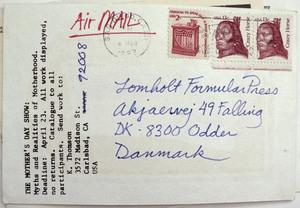 Air MAIL
THE MOTHER'S DAY SHOW:
Myths and Realities of Motherhood.
Deadline: April 23. All work displayed,
no returns. Catalogue to all
participants. Send work to:
K. Thomson
3572 Madison St.
Carlsbad, CA 92008
USA
Lomholt Formular Press
Akjaervej 49 Falling
DK-8300 Odder
Danmark
Crazy Horse
Crazy Horse